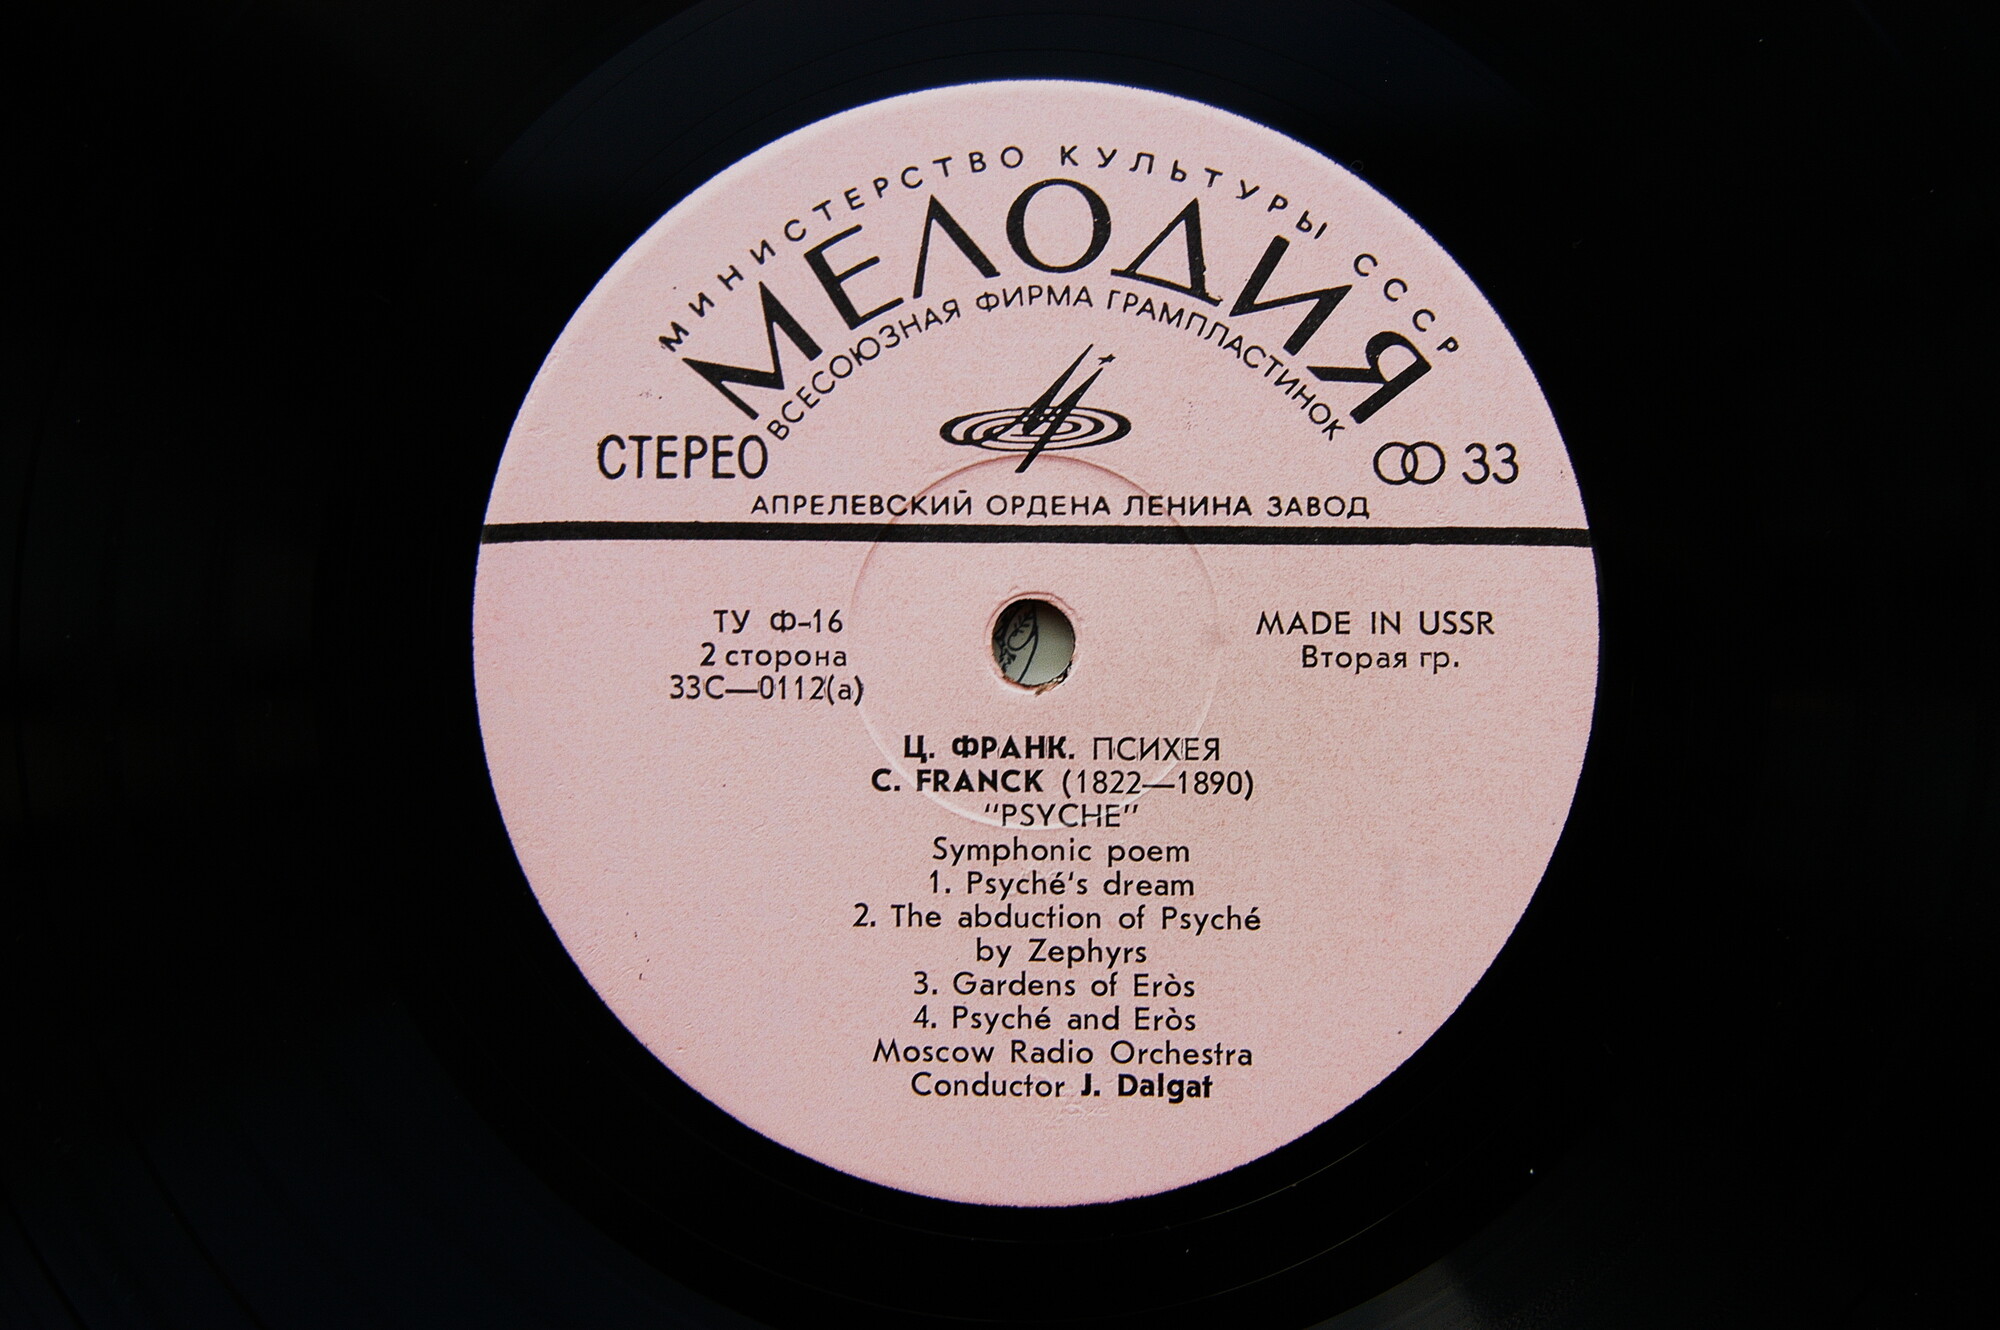 МИНИСТЕРСТВО КУЛЬТУРЫ СССР
МЕЛОДИЯ
ВСЕСОЮЗНАЯ ФИРМА ГРАМПЛАСТИНОК
СТЕРЕО
33
АПРЕЛЕВСКИЙ ОРДЕНА ЛЕНИНА ЗАВОД
ТУ Ф-16
2 сторона
33С—0112(а)
MADE IN USSR
Вторая гр.
Ц. ФРАНК. ПСИХЕЯ
C. FRANCK (1822—1890)
"PSYCHE"
Symphonic poem
1. Psyché's dream
2. The abduction of Psyché
by Zephyrs
3. Gardens of Eròs
4. Psyché and Eròs
Moscow Radio Orchestra
Conductor J. Dalgat